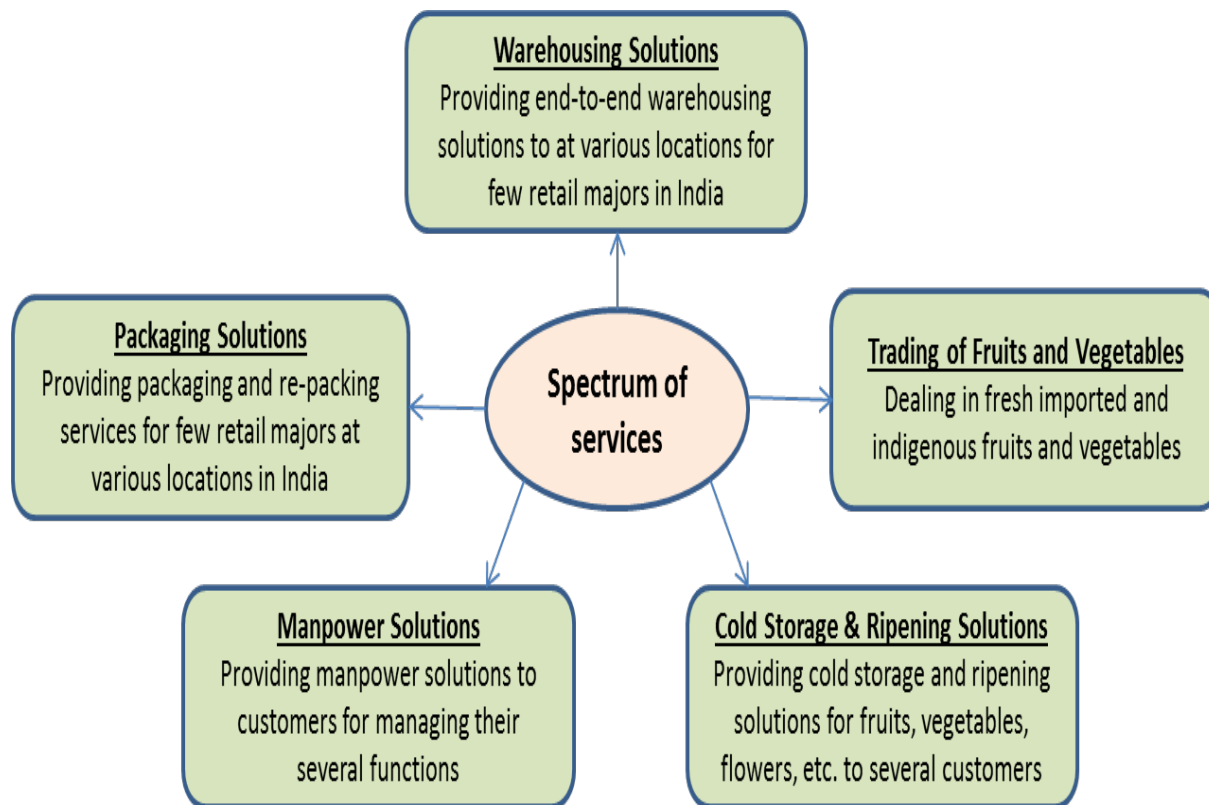 Warehousing Solutions
Providing end-to-end warehousing
solutions to at various locations for
few retail majors in India
Packaging Solutions
Providing packaging and re-packing
services for few retail majors at
various locations in India
Spectrum of
services
Trading of Fruits and Vegetables
Dealing in fresh imported and
indigenous fruits and vegetables
Manpower Solutions
Providing manpower solutions to
customers for managing their
several functions
Cold Storage & Ripening Solutions
Providing cold storage and ripening
solutions for fruits, vegetables,
flowers, etc. to several customers